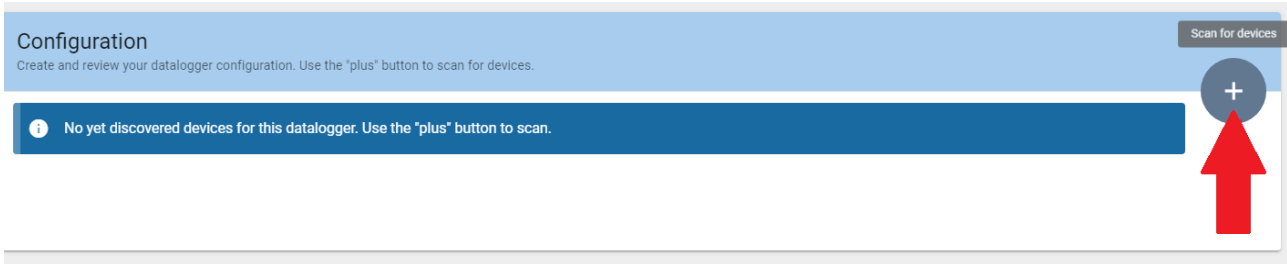 Configuration
Scan for devices
Create and review your datalogger configuration. Use the "plus" button to scan for devices.
No yet discovered devices for this datalogger. Use the "plus" button to scan.